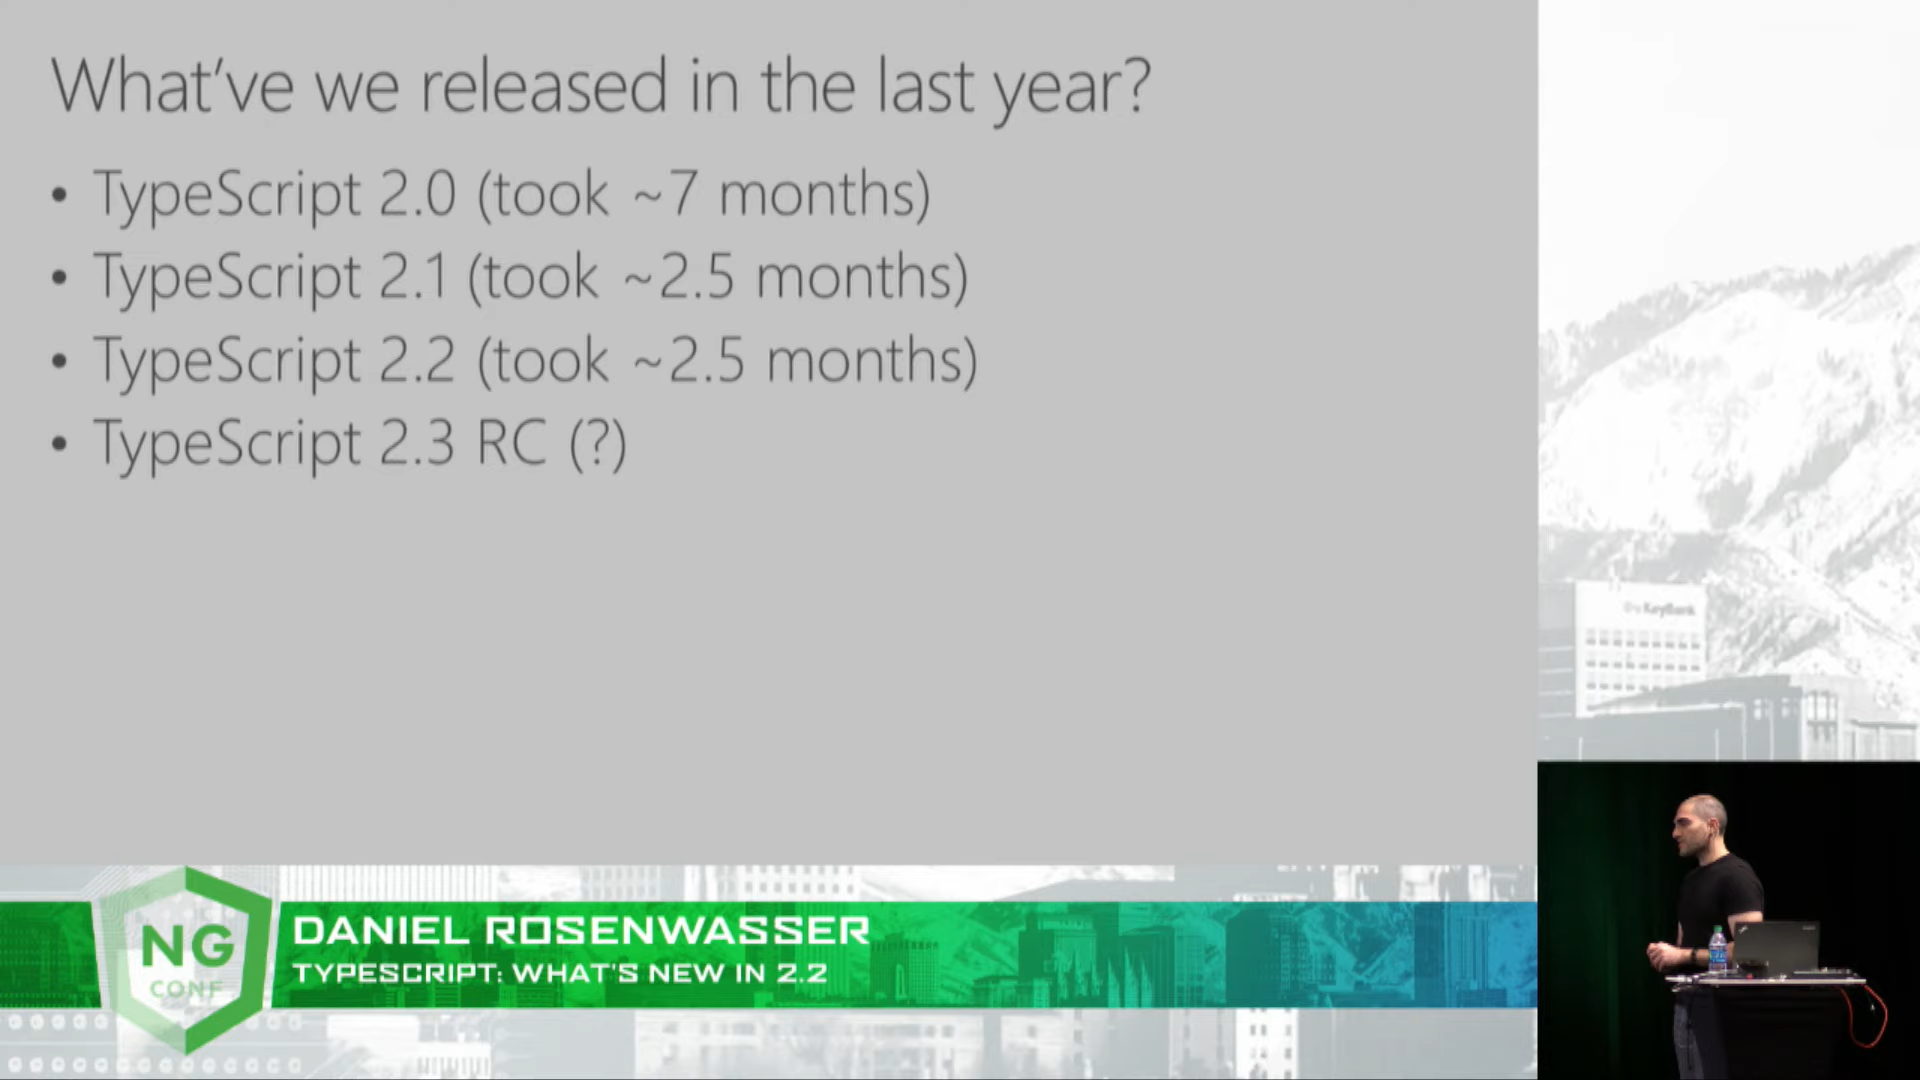 What've we released in the last year?
• TypeScript 2.0 (took ~7 months)
• TypeScript 2.1 (took ~2.5 months)
• TypeScript 2.2 (took ~2.5 months)
• TypeScript 2.3 RC (?)
KeyBank
NG
CONF
DANIEL ROSENWASSER
TYPESCRIPT: WHAT'S NEW IN 2.2